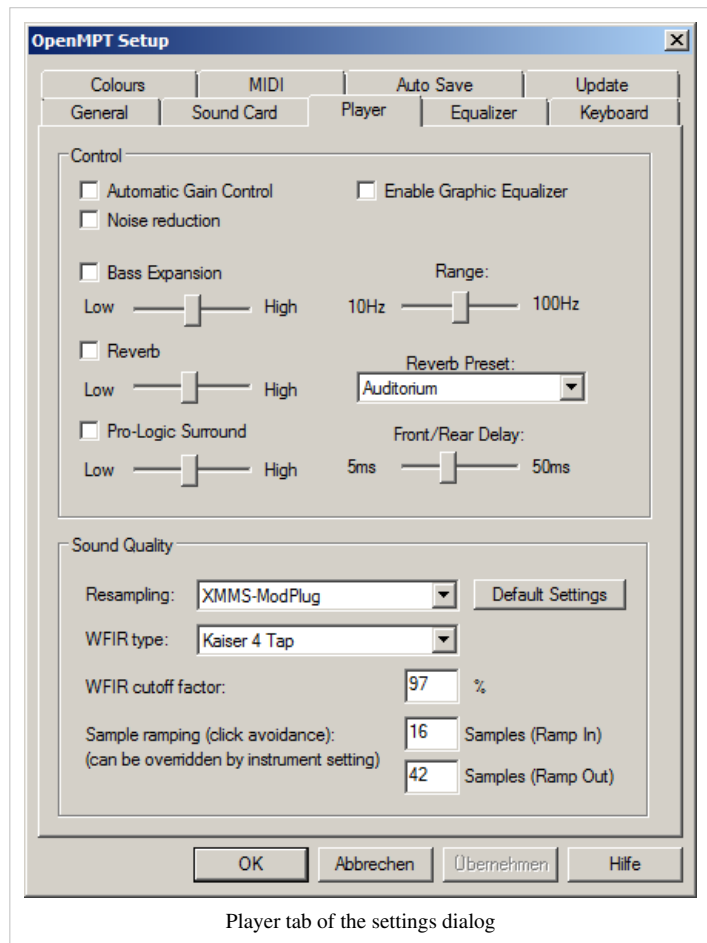 OpenMPT Setup
Colours MIDI Auto Save Update
General Sound Card Player Equalizer Keyboard
Control
Automatic Gain Control Enable Graphic Equalizer
Noise reduction
Bass Expansion Range:
Low High 10Hz 100Hz
Reverb Reverb Preset:
Low High Auditorium
Pro-Logic Surround Front/Rear Delay:
Low High 5ms 50ms
Sound Quality
Resampling: XMMS-ModPlug Default Settings
WFIR type: Kaiser 4 Tap
WFIR cutoff factor: 97 %
Sample ramping (click avoidance): 16 Samples (Ramp In)
(can be overridden by instrument setting)
42 Samples (Ramp Out)
OK Abbrechen Übernehmen Hilfe
Player tab of the settings dialog